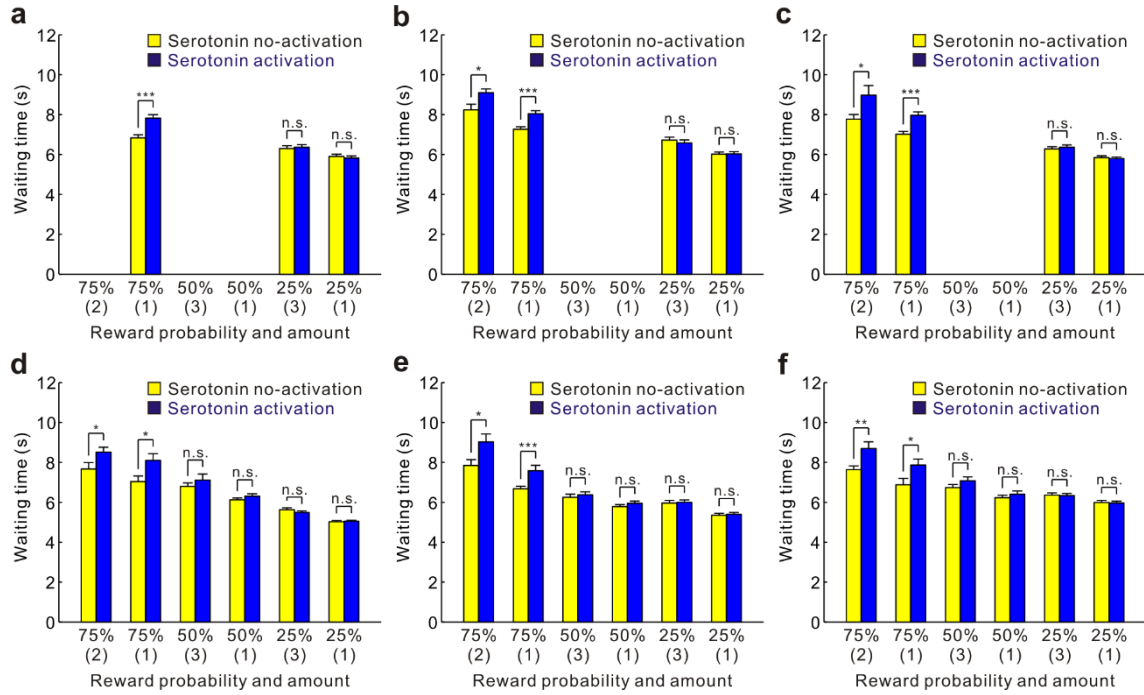 a
12
10
8
6
4
2
0
Waiting time (s)
Serotonin no-activation
Serotonin activation
***
n.s.
n.s.
75% 75% 50% 50% 25% 25%
(2) (1) (3) (1) (3) (1)
Reward probability and amount
b
12
10
8
6
4
2
0
Waiting time (s)
Serotonin no-activation
Serotonin activation
*
***
n.s.
n.s.
75% 75% 50% 50% 25% 25%
(2) (1) (3) (1) (3) (1)
Reward probability and amount
c
12
10
8
6
4
2
0
Waiting time (s)
Serotonin no-activation
Serotonin activation
*
***
n.s.
n.s.
75% 75% 50% 50% 25% 25%
(2) (1) (3) (1) (3) (1)
Reward probability and amount
d
12
10
8
6
4
2
0
Waiting time (s)
Serotonin no-activation
Serotonin activation
*
*
n.s.
n.s.
n.s.
n.s.
75% 75% 50% 50% 25% 25%
(2) (1) (3) (1) (3) (1)
Reward probability and amount
e
12
10
8
6
4
2
0
Waiting time (s)
Serotonin no-activation
Serotonin activation
*
***
n.s.
n.s.
n.s.
n.s.
75% 75% 50% 50% 25% 25%
(2) (1) (3) (1) (3) (1)
Reward probability and amount
f
12
10
8
6
4
2
0
Waiting time (s)
Serotonin no-activation
Serotonin activation
**
*
n.s.
n.s.
n.s.
n.s.
75% 75% 50% 50% 25% 25%
(2) (1) (3) (1) (3) (1)
Reward probability and amount